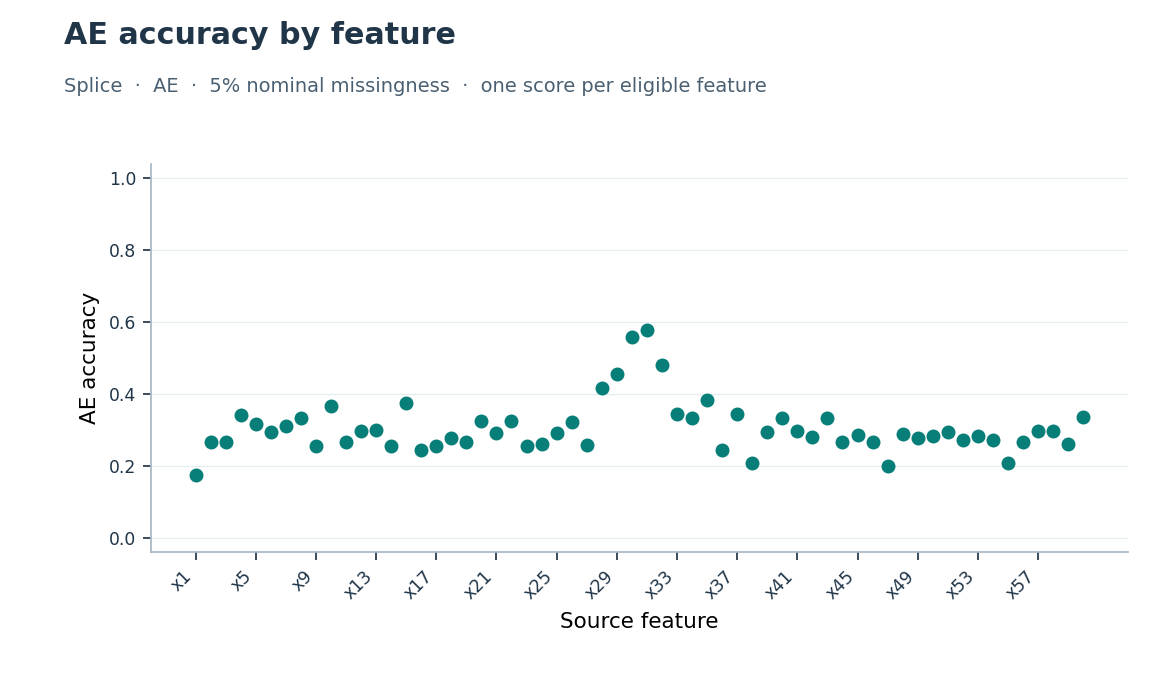 AE accuracy by feature
Splice · AE · 5% nominal missingness · one score per eligible feature
1.0
0.8
0.6
0.4
0.2
0.0
AE accuracy
x1 x5 x9 x13 x17 x21 x25 x29 x33 x37 x41 x45 x49 x53 x57
Source feature